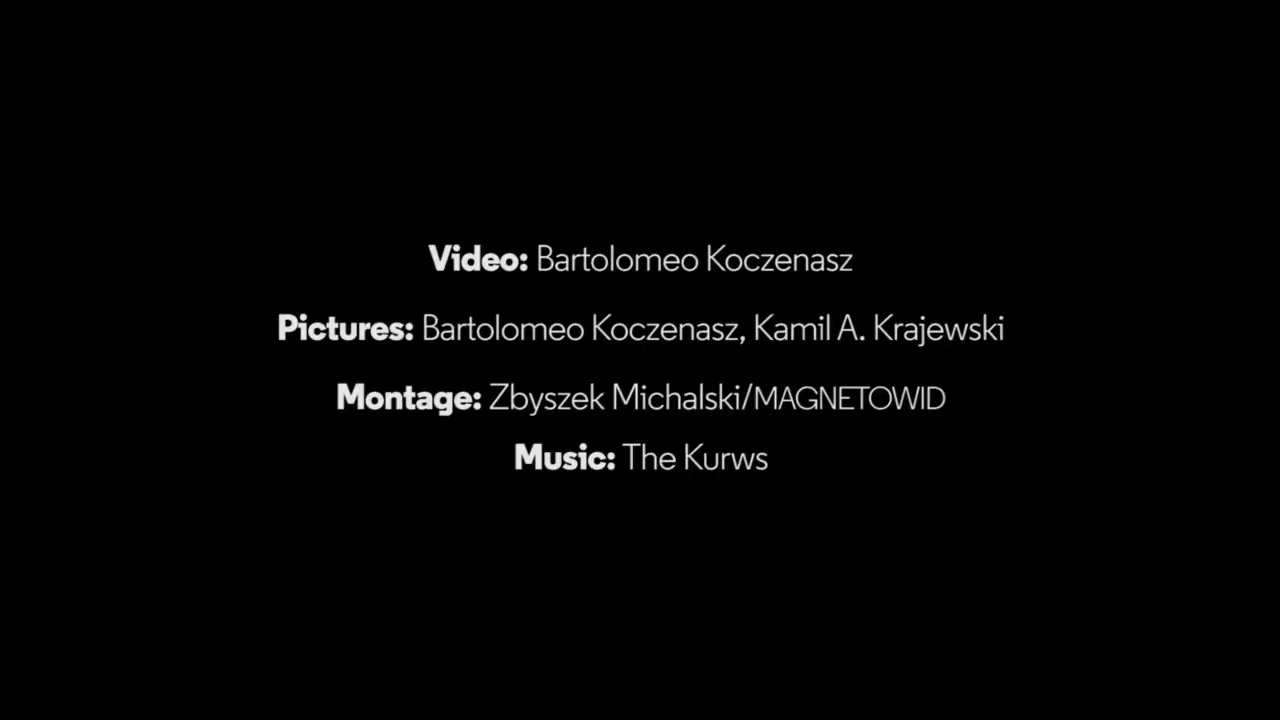 Video: Bartolomeo Koczenasz
Pictures: Bartolomeo Koczenasz, Kamil A. Krajewski
Montage: Zbyszek Michalski/MAGNETOWID
Music: The Kurws